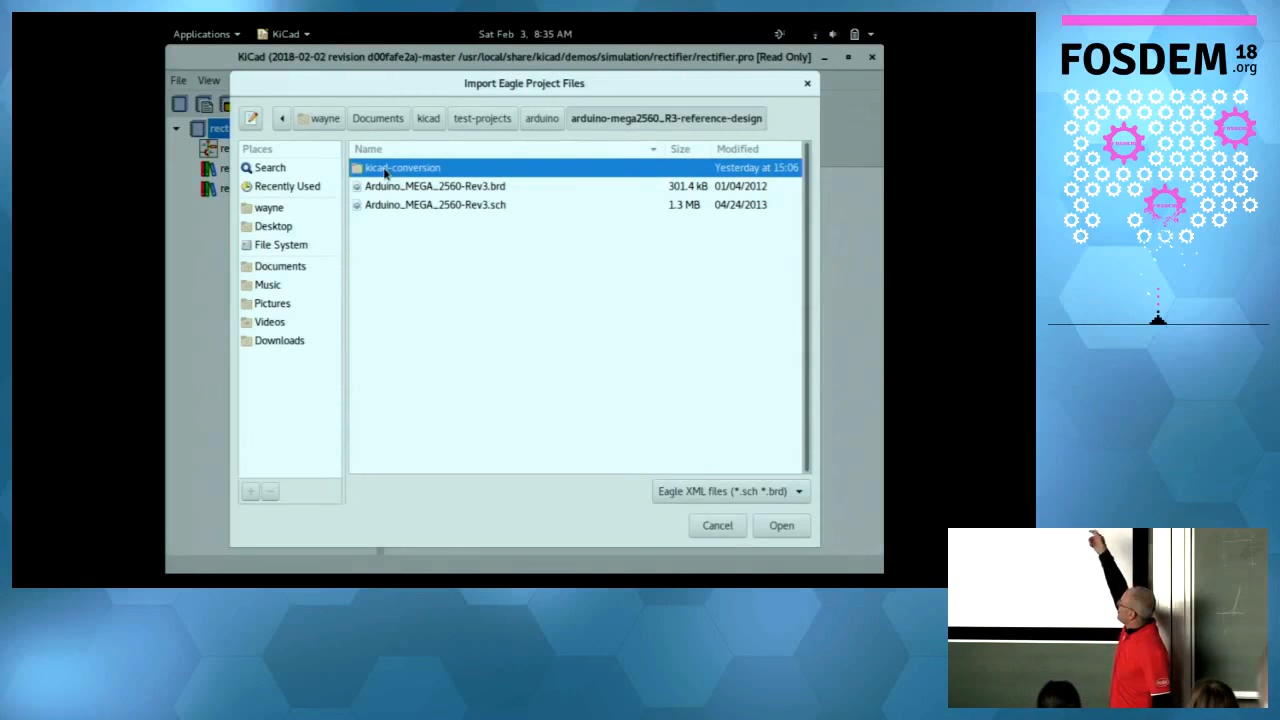 Applications KiCad Sat Feb 3, 8:35 AM
KiCad (2018-02-02 revision d00fafe2a)-master /usr/local/share/kicad/demos/simulation/rectifier/rectifier.pro [Read Only]
File View
Import Eagle Project Files
wayne Documents kicad test-projects arduino arduino-mega2560_R3-reference-design
rect
re
re
re
Places
Search
Recently Used
wayne
Desktop
File System
Documents
Music
Pictures
Videos
Downloads
Name Size Modified
kicad-conversion Yesterday at 15:06
Arduino_MEGA_2560-Rev3.brd 301.4 kB 01/04/2012
Arduino_MEGA_2560-Rev3.sch 1.3 MB 04/24/2013
Eagle XML files (*.sch *.brd)
Cancel Open
FOSDEM 18
.org